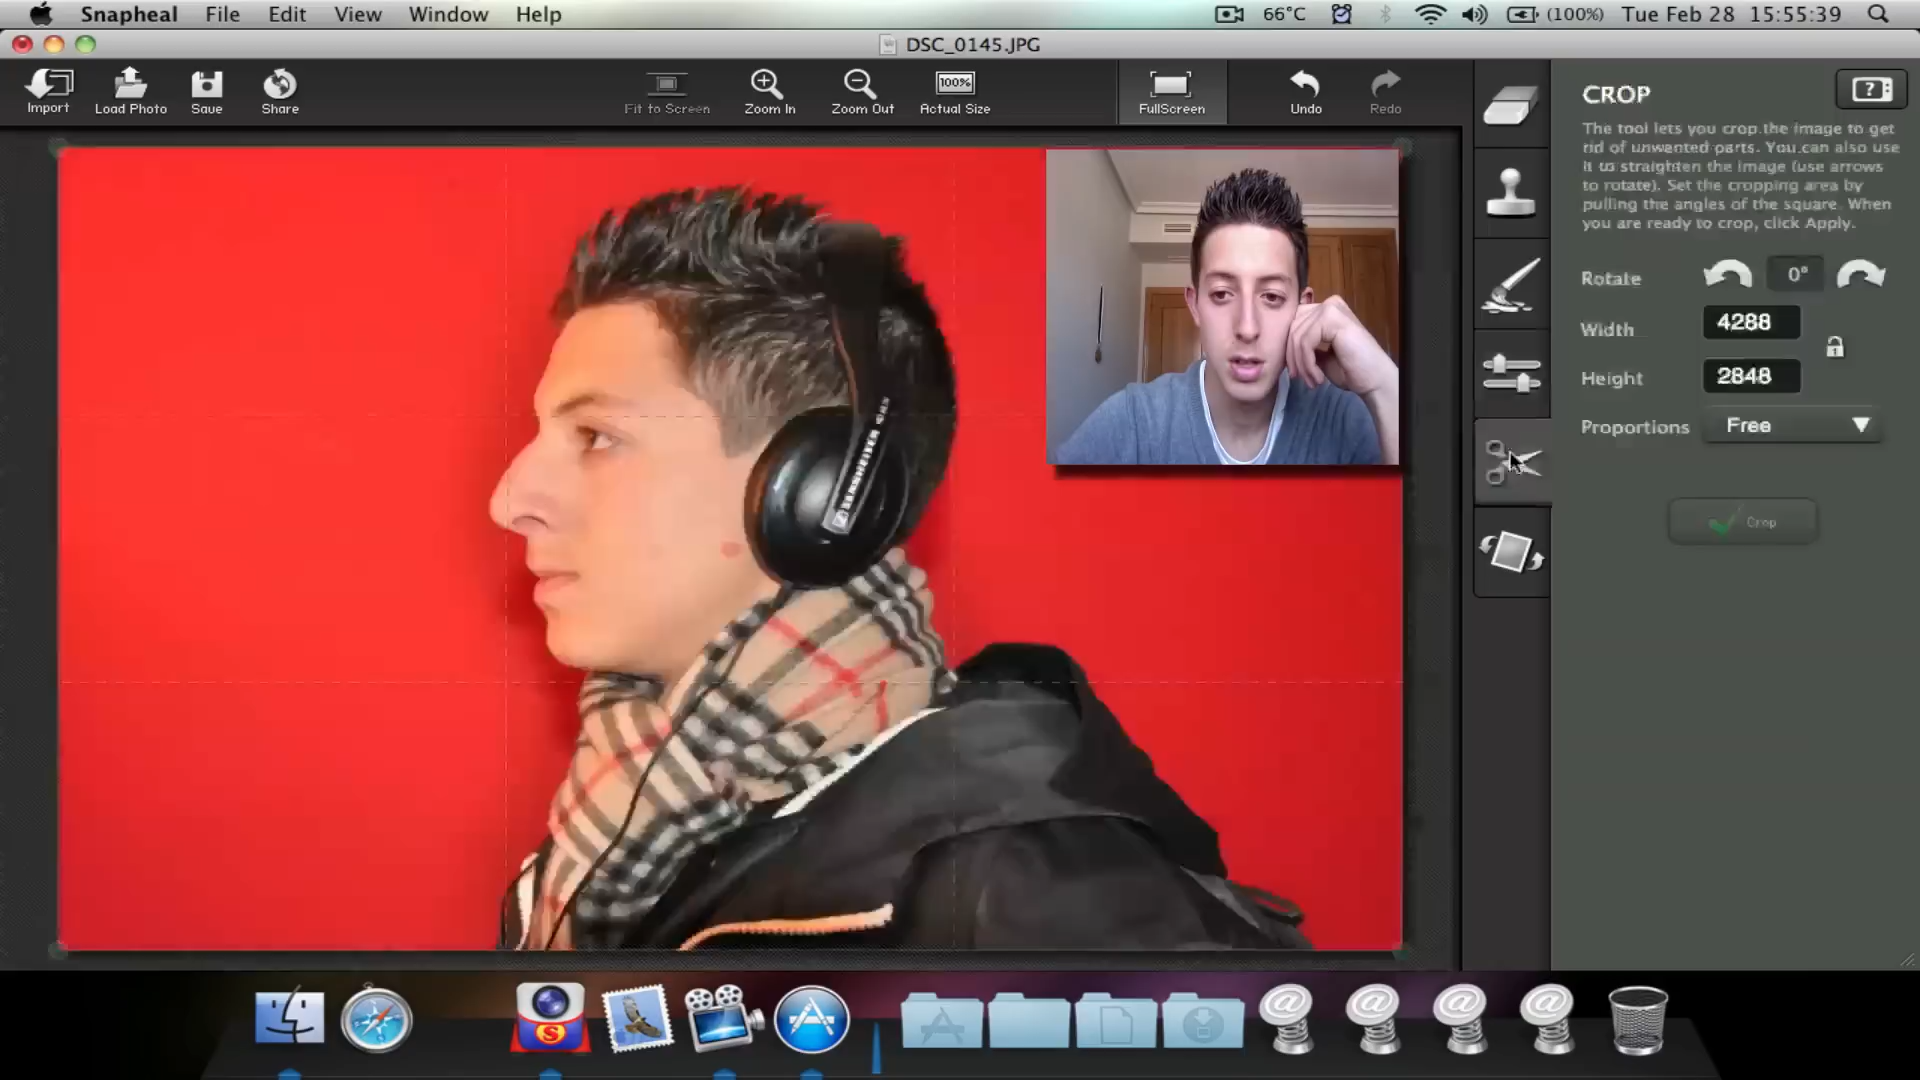 Snapheal File Edit View Window Help 66°C (100%) Tue Feb 28 15:55:39
DSC_0145.JPG
Import Load Photo Save Share Fit to Screen Zoom In Zoom Out 100% Actual Size FullScreen Undo Redo
CROP ?
The tool lets you crop the image to get
rid of unwanted parts. You can also use
it to straighten the image (use arrows
to rotate). Set the cropping area by
pulling the angles of the square. When
you are ready to crop, click Apply.
Rotate 0°
Width 4288
Height 2848
Proportions Free
Crop
SENNHEISER
S
@ @ @ @